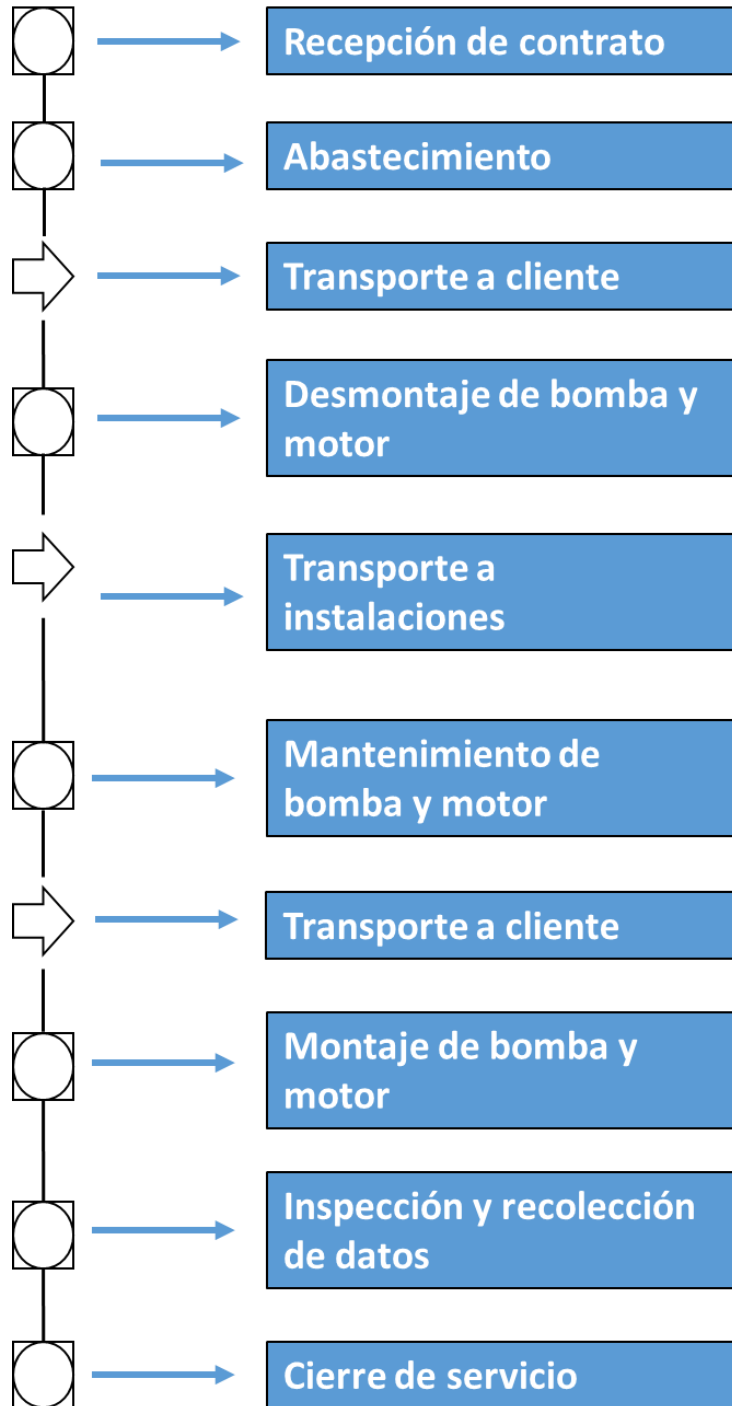 Recepción de contrato
Abastecimiento
Transporte a cliente
Desmontaje de bomba y
motor
Transporte a
instalaciones
Mantenimiento de
bomba y motor
Transporte a cliente
Montaje de bomba y
motor
Inspección y recolección
de datos
Cierre de servicio